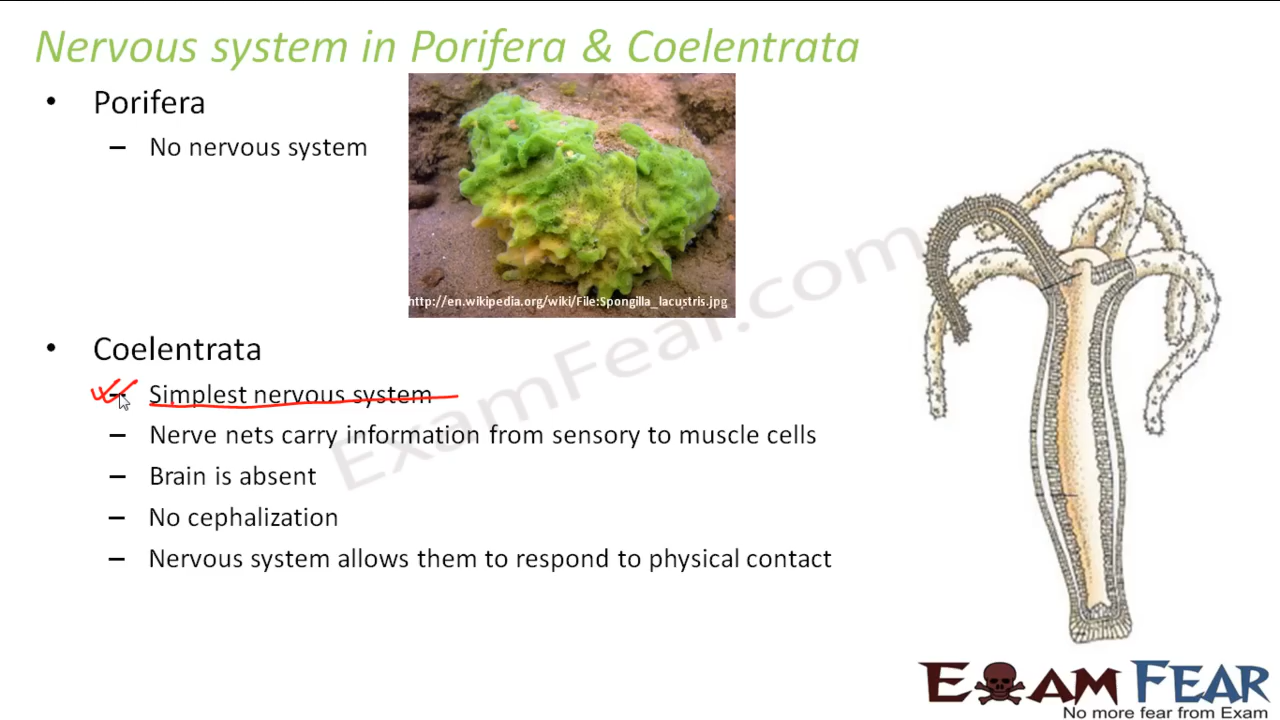 Nervous system in Porifera & Coelentrata
• Porifera
– No nervous system
http://en.wikipedia.org/wiki/File:Spongilla_lacustris.jpg
• Coelentrata
– Simplest nervous system
– Nerve nets carry information from sensory to muscle cells
– Brain is absent
– No cephalization
– Nervous system allows them to respond to physical contact
ExamFear.com
EXAM FEAR
No more fear from Exam